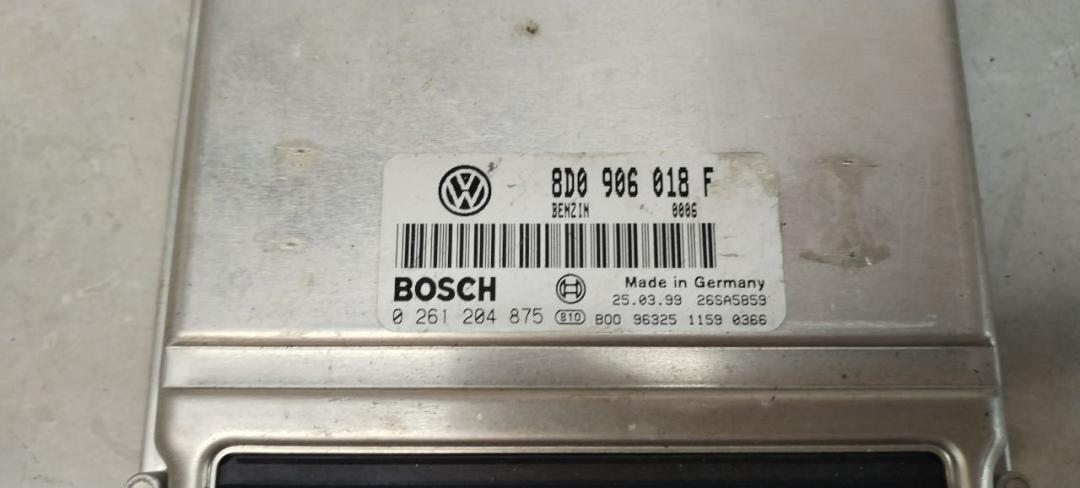 8D0 906 018 F
BENZIN 0006
BOSCH
Made in Germany
25.03.99 26SA5859
0 261 204 875 810 B00 96325 1159 0366